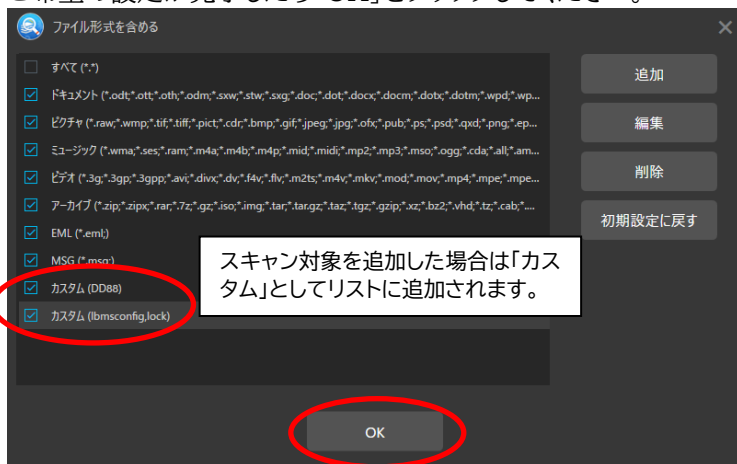 ファイル形式を含める
すべて (*.*)
追加
ドキュメント (*.odt;*.ott;*.oth;*.odm;*.sxw;*.stw;*.sxg;*.doc;*.dot;*.docx;*.docm;*.dotx;*.dotm;*.wpd;*.wp...
ピクチャ (*.raw;*.wmp;*.tif;*.tiff;*.pict;*.cdr;*.bmp;*.gif;*.jpeg;*.jpg;*.ofx;*.pub;*.ps;*.psd;*.qxd;*.png;*.ep...
編集
ミュージック (*.wma;*.ses;*.ram;*.m4a;*.m4b;*.m4p;*.mid;*.midi;*.mp2;*.mp3;*.mso;*.ogg;*.cda;*.all;*.am...
ビデオ (*.3g;*.3gp;*.3gpp;*.avi;*.divx;*.dv;*.f4v;*.flv;*.m2ts;*.m4v;*.mkv;*.mod;*.mov;*.mp4;*.mpe;*.mpe...
削除
アーカイブ (*.zip;*.zipx;*.rar;*.7z;*.gz;*.iso;*.img;*.tar;*.tar.gz;*.taz;*.tgz;*.gzip;*.xz;*.bz2;*.vhd;*.tz;*.cab;*....
初期設定に戻す
EML (*.eml;)
MSG (*.msg;)
スキャン対象を追加した場合は「カス
タム」としてリストに追加されます。
カスタム (DD88)
カスタム (lbmsconfig,lock)
OK